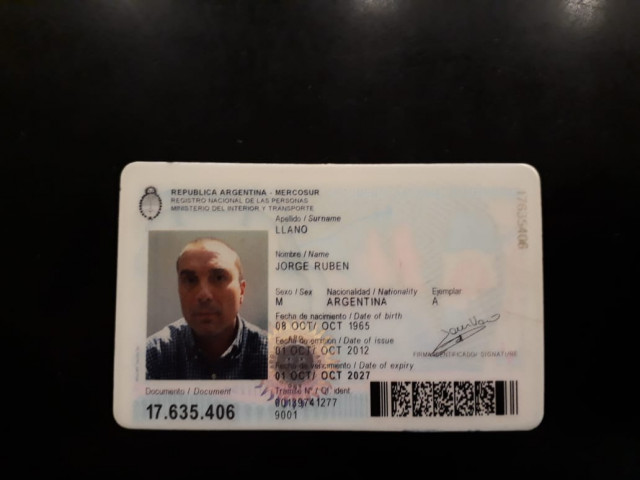 REPUBLICA ARGENTINA - MERCOSUR
REGISTRO NACIONAL DE LAS PERSONAS
MINISTERIO DEL INTERIOR Y TRANSPORTE
Apellido / Surname
LLANO
Nombre / Name
JORGE RUBEN
Sexo / Sex Nacionalidad / Nationality Ejemplar
M ARGENTINA A
Fecha de nacimiento / Date of birth
08 OCT/ OCT 1965
Fecha de emisión / Date of issue
01 OCT/ OCT 2012
Fecha de vencimiento / Date of expiry
01 OCT/ OCT 2027
FIRMA IDENTIFICADO/ SIGNATURE
Documento / Document
17.635.406
Trámite Nº / Of. ident.
00139741277
9001
17635406